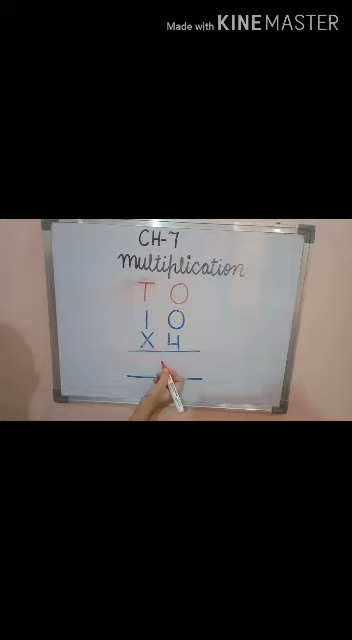 Made with KINEMASTER
CH-7
multiplication
T O
1 0
X 4